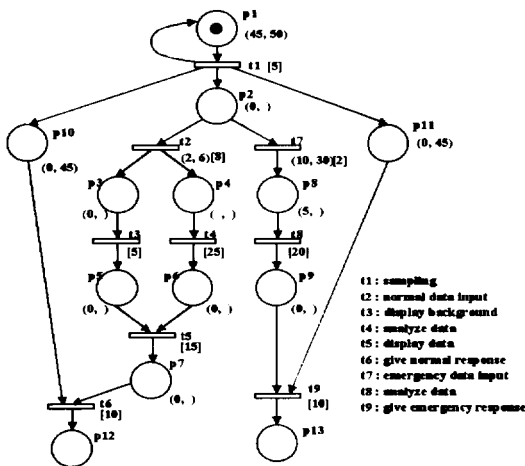 p1
(45, 50)
t1 [5]
p2
(0, )
p10
(0, 45)
p11
(0, 45)
t2
(2, 6)[8]
t7
(10, 30)[2]
p3
(0, )
p4
( , )
p8
(5, )
t3
[5]
t4
[25]
t8
[20]
p5
(0, )
p6
(0, )
p9
(0, )
t5
[15]
p7
(0, )
t6
[10]
t9
[10]
p12
p13
t1 : sampling
t2 : normal data input
t3 : display background
t4 : analyze data
t5 : display data
t6 : give normal response
t7 : emergency data input
t8 : analyze data
t9 : give emergency response